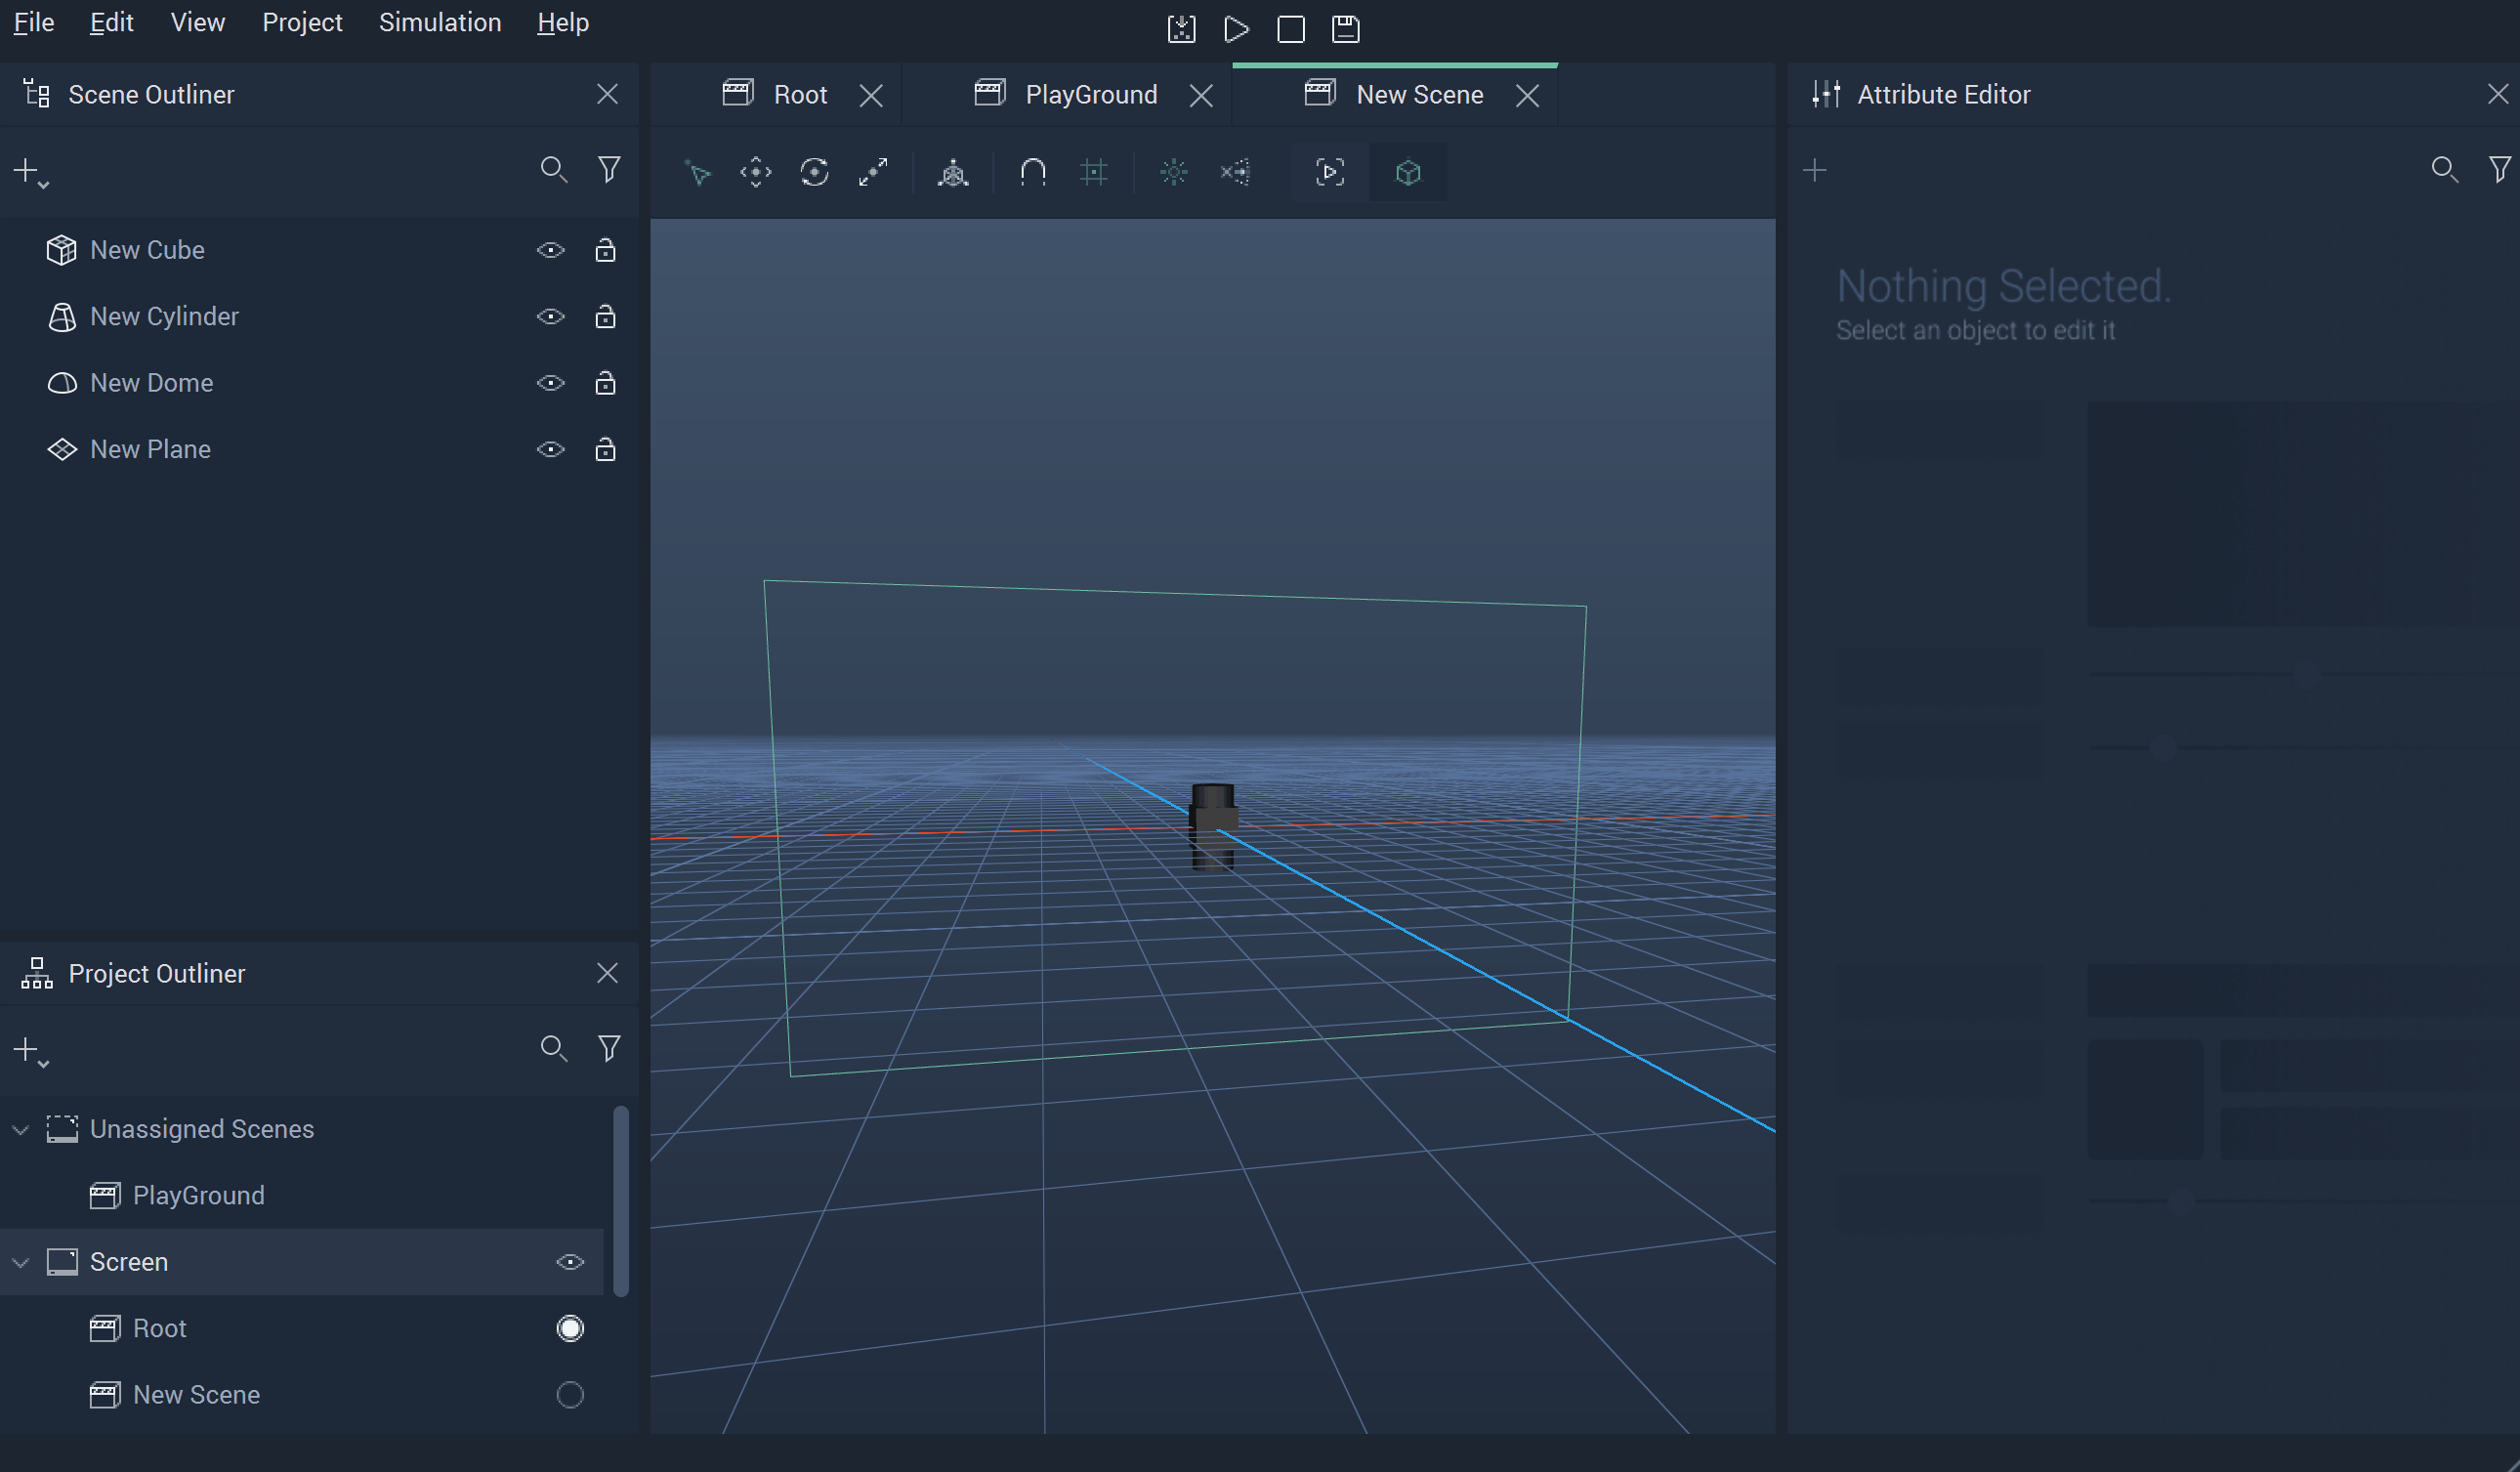 File Edit View Project Simulation Help
Scene Outliner
New Cube
New Cylinder
New Dome
New Plane
Project Outliner
Unassigned Scenes
PlayGround
Screen
Root
New Scene
Root PlayGround New Scene
Attribute Editor
Nothing Selected.
Select an object to edit it